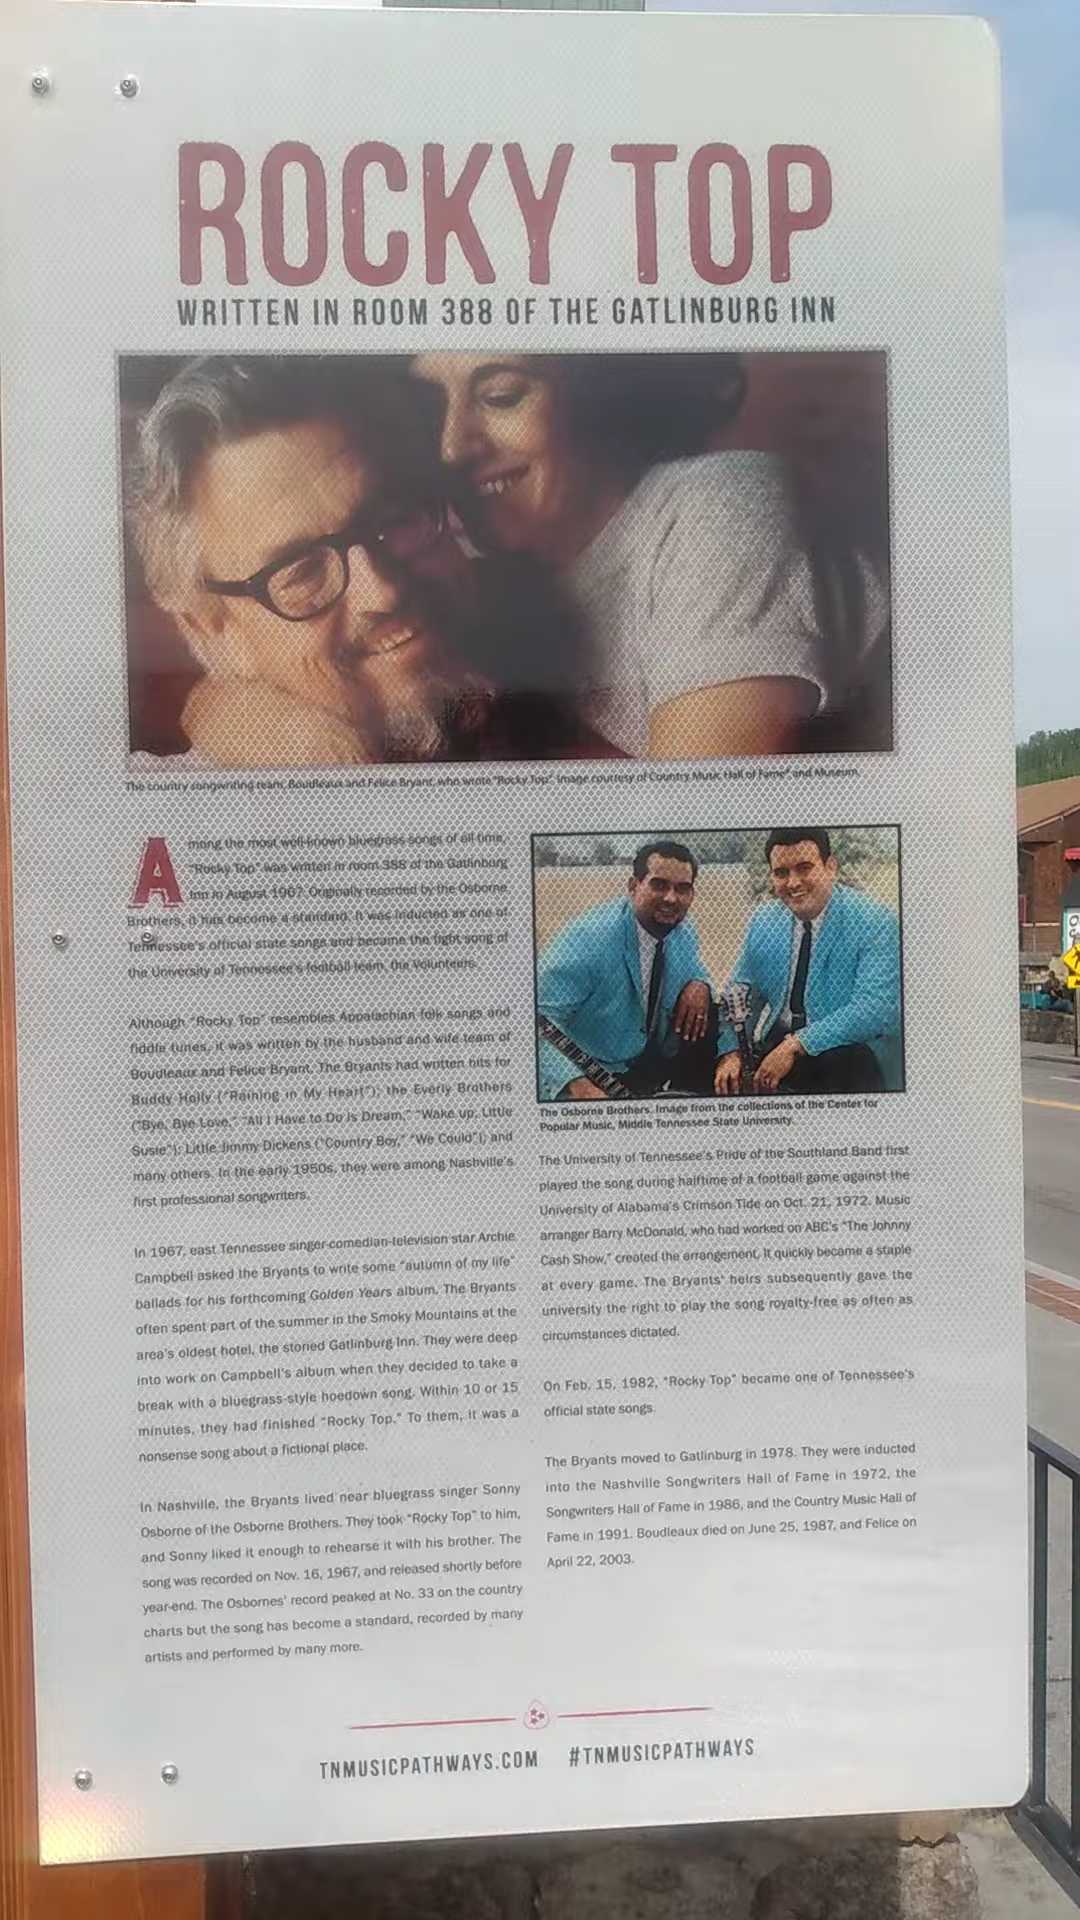 ROCKY TOP
WRITTEN IN ROOM 388 OF THE GATLINBURG INN
The country songwriting team, Boudleaux and Felice Bryant, who wrote "Rocky Top." Image courtesy of Country Music Hall of Fame® and Museum.
Among the most well-known bluegrass songs of all time,
"Rocky Top" was written in room 388 of the Gatlinburg
Inn in August 1967. Originally recorded by the Osborne
Brothers, it has become a standard. It was inducted as one of
Tennessee's official state songs and became the fight song of
the University of Tennessee's football team, the Volunteers.
Although "Rocky Top" resembles Appalachian folk songs and
fiddle tunes, it was written by the husband and wife team of
Boudleaux and Felice Bryant. The Bryants had written hits for
Buddy Holly ("Raining in My Heart"); the Everly Brothers
("Bye, Bye Love," "All I Have to Do Is Dream," "Wake up, Little
Susie"); Little Jimmy Dickens ("Country Boy," "We Could"); and
many others. In the early 1950s, they were among Nashville's
first professional songwriters.
In 1967, east Tennessee singer-comedian-television star Archie
Campbell asked the Bryants to write some "autumn of my life"
ballads for his forthcoming Golden Years album. The Bryants
often spent part of the summer in the Smoky Mountains at the
area's oldest hotel, the storied Gatlinburg Inn. They were deep
into work on Campbell's album when they decided to take a
break with a bluegrass-style hoedown song. Within 10 or 15
minutes, they had finished "Rocky Top." To them, it was a
nonsense song about a fictional place.
In Nashville, the Bryants lived near bluegrass singer Sonny
Osborne of the Osborne Brothers. They took "Rocky Top" to him,
and Sonny liked it enough to rehearse it with his brother. The
song was recorded on Nov. 16, 1967, and released shortly before
year-end. The Osbornes' record peaked at No. 33 on the country
charts but the song has become a standard, recorded by many
artists and performed by many more.
The Osborne Brothers. Image from the collections of the Center for
Popular Music, Middle Tennessee State University.
The University of Tennessee's Pride of the Southland Band first
played the song during halftime of a football game against the
University of Alabama's Crimson Tide on Oct. 21, 1972. Music
arranger Barry McDonald, who had worked on ABC's "The Johnny
Cash Show," created the arrangement. It quickly became a staple
at every game. The Bryants' heirs subsequently gave the
university the right to play the song royalty-free as often as
circumstances dictated.
On Feb. 15, 1982, "Rocky Top" became one of Tennessee's
official state songs.
The Bryants moved to Gatlinburg in 1978. They were inducted
into the Nashville Songwriters Hall of Fame in 1972, the
Songwriters Hall of Fame in 1986, and the Country Music Hall of
Fame in 1991. Boudleaux died on June 25, 1987, and Felice on
April 22, 2003.
TNMUSICPATHWAYS.COM #TNMUSICPATHWAYS